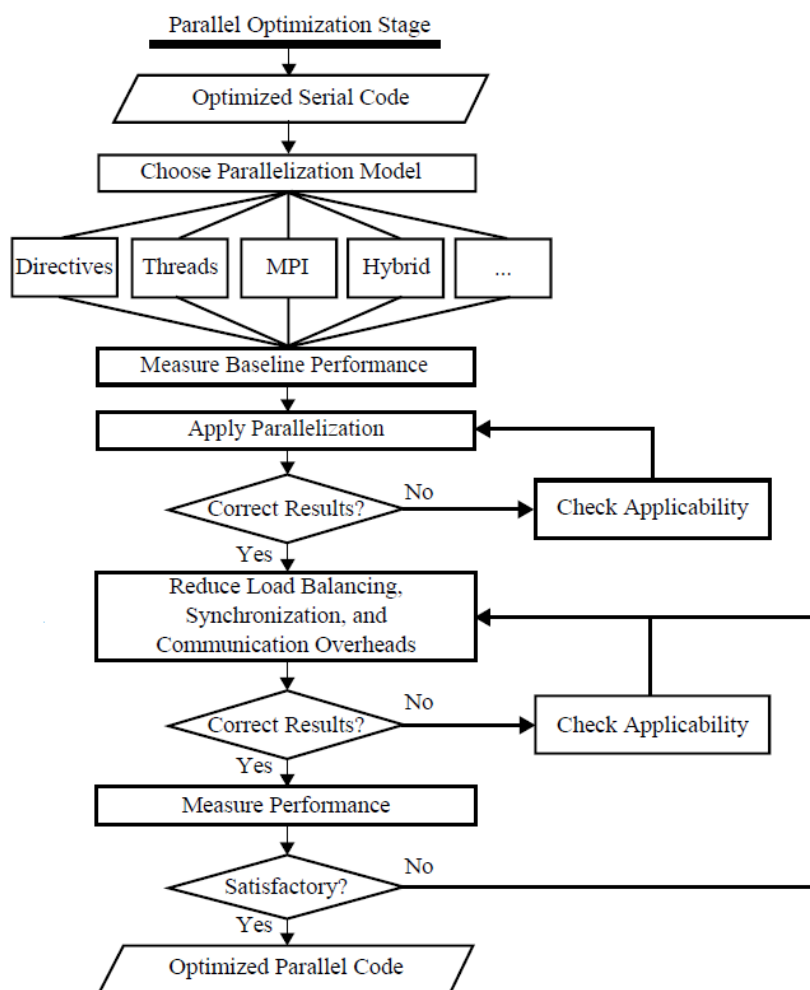 Parallel Optimization Stage
Optimized Serial Code
Choose Parallelization Model
Directives
Threads
MPI
Hybrid
...
Measure Baseline Performance
Apply Parallelization
Correct Results?
No
Check Applicability
Yes
Reduce Load Balancing,
Synchronization, and
Communication Overheads
Correct Results?
No
Check Applicability
Yes
Measure Performance
Satisfactory?
No
Yes
Optimized Parallel Code